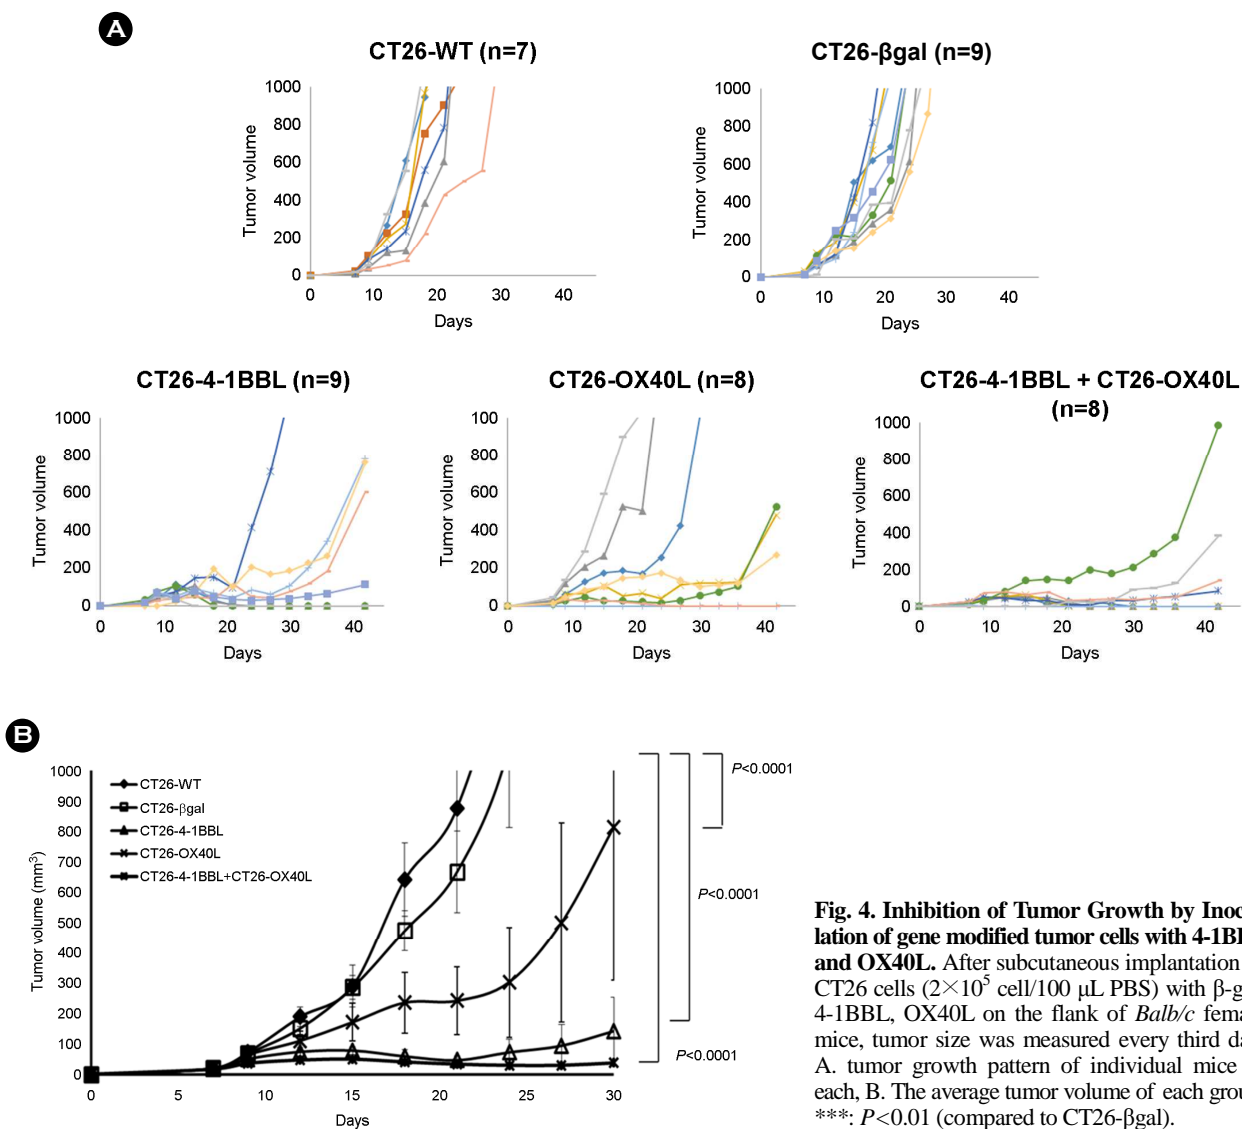 A
CT26-WT (n=7)
Tumor volume
1000
800
600
400
200
0
0 10 20 30 40
Days
CT26-βgal (n=9)
Tumor volume
1000
800
600
400
200
0
0 10 20 30 40
Days
CT26-4-1BBL (n=9)
Tumor volume
1000
800
600
400
200
0
0 10 20 30 40
Days
CT26-OX40L (n=8)
Tumor volume
100
800
600
400
200
0
0 10 20 30 40
Days
CT26-4-1BBL + CT26-OX40L
(n=8)
Tumor volume
1000
800
600
400
200
0
0 10 20 30 40
Days
B
Tumor volume (mm³)
1000
900
800
700
600
500
400
300
200
100
0
0 5 10 15 20 25 30
Days
CT26-WT
CT26-βgal
CT26-4-1BBL
CT26-OX40L
CT26-4-1BBL+CT26-OX40L
P<0.0001
P<0.0001
P<0.0001
Fig. 4. Inhibition of Tumor Growth by Inoc
lation of gene modified tumor cells with 4-1BB
and OX40L. After subcutaneous implantation
CT26 cells (2×10⁵ cell/100 μL PBS) with β-g
4-1BBL, OX40L on the flank of Balb/c fema
mice, tumor size was measured every third da
A. tumor growth pattern of individual mice
each, B. The average tumor volume of each grou
***: P<0.01 (compared to CT26-βgal).